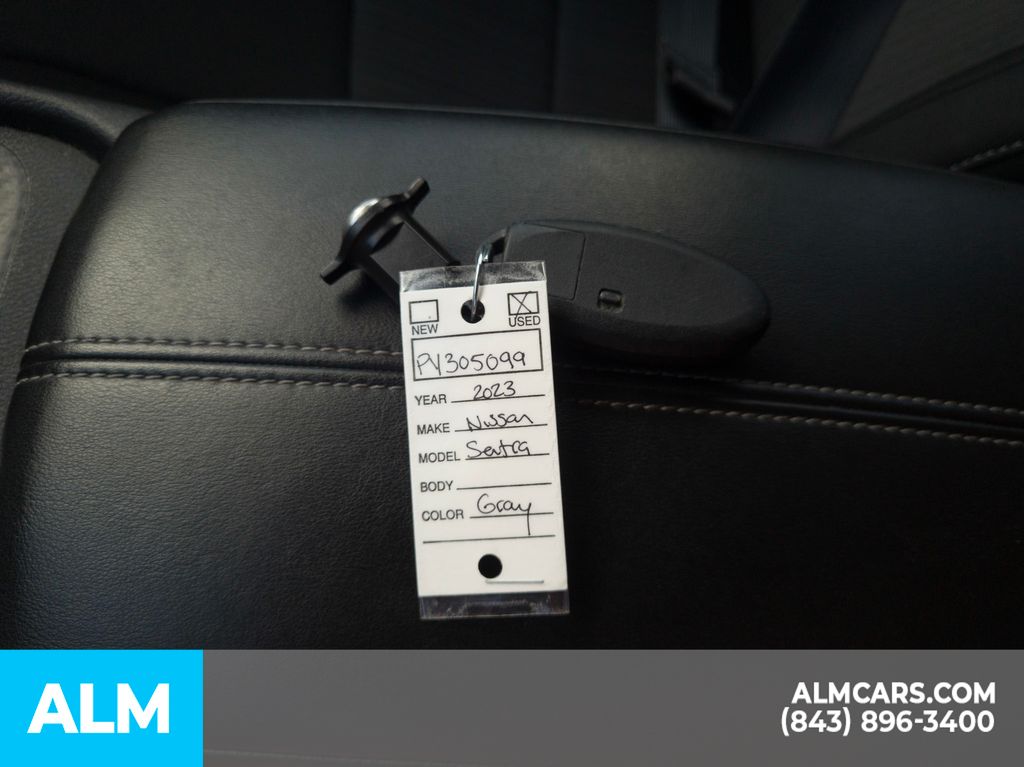 NEW
USED
PY305099
YEAR 2023
MAKE Nissan
MODEL Sentra
BODY
COLOR Gray
ALM
ALMCARS.COM
(843) 896-3400